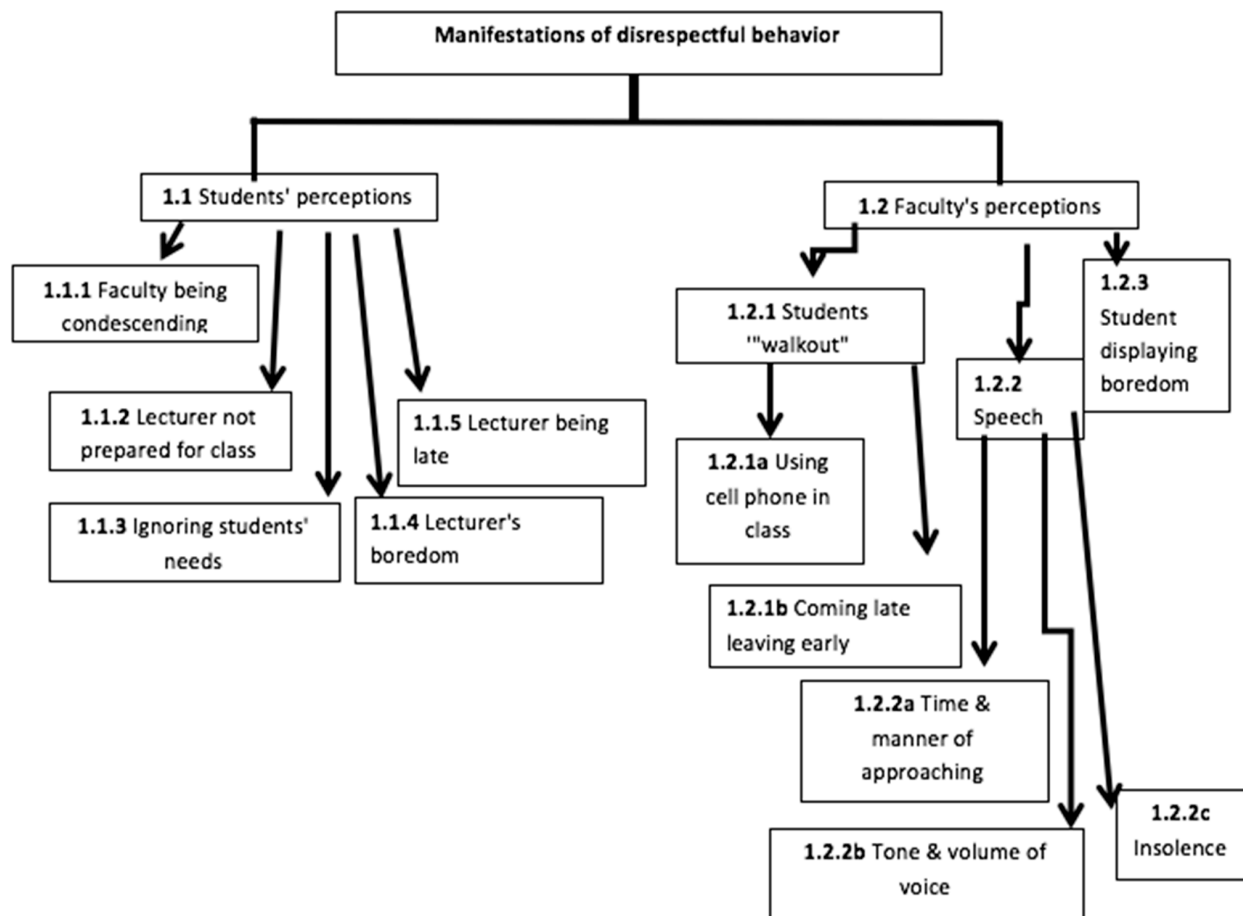 Manifestations of disrespectful behavior
1.1 Students' perceptions
1.2 Faculty's perceptions
1.1.1 Faculty being
condescending
1.1.2 Lecturer not
prepared for class
1.1.3 Ignoring students'
needs
1.1.4 Lecturer's
boredom
1.1.5 Lecturer being
late
1.2.1 Students
'"walkout"
1.2.1a Using
cell phone in
class
1.2.1b Coming late
leaving early
1.2.2
Speech
1.2.2a Time &
manner of
approaching
1.2.2b Tone & volume of
voice
1.2.2c
Insolence
1.2.3
Student
displaying
boredom